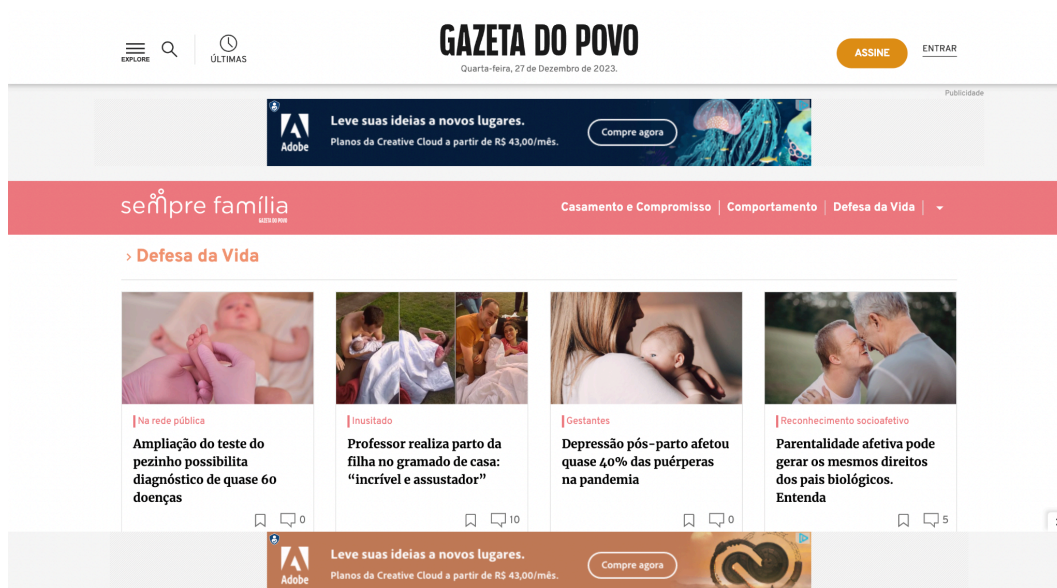 EXPLORE
ÚLTIMAS
GAZETA DO POVO
Quarta-feira, 27 de Dezembro de 2023.
ASSINE
ENTRAR
Publicidade
Adobe
Leve suas ideias a novos lugares.
Planos da Creative Cloud a partir de R$ 43,00/mês.
Compre agora
sempre família
GAZETA DO POVO
Casamento e Compromisso
Comportamento
Defesa da Vida
› Defesa da Vida
Na rede pública
Ampliação do teste do
pezinho possibilita
diagnóstico de quase 60
doenças
0
Inusitado
Professor realiza parto da
filha no gramado de casa:
“incrível e assustador”
10
Gestantes
Depressão pós-parto afetou
quase 40% das puérperas
na pandemia
0
Reconhecimento socioafetivo
Parentalidade afetiva pode
gerar os mesmos direitos
dos pais biológicos.
Entenda
5
Adobe
Leve suas ideias a novos lugares.
Planos da Creative Cloud a partir de R$ 43,00/mês.
Compre agora